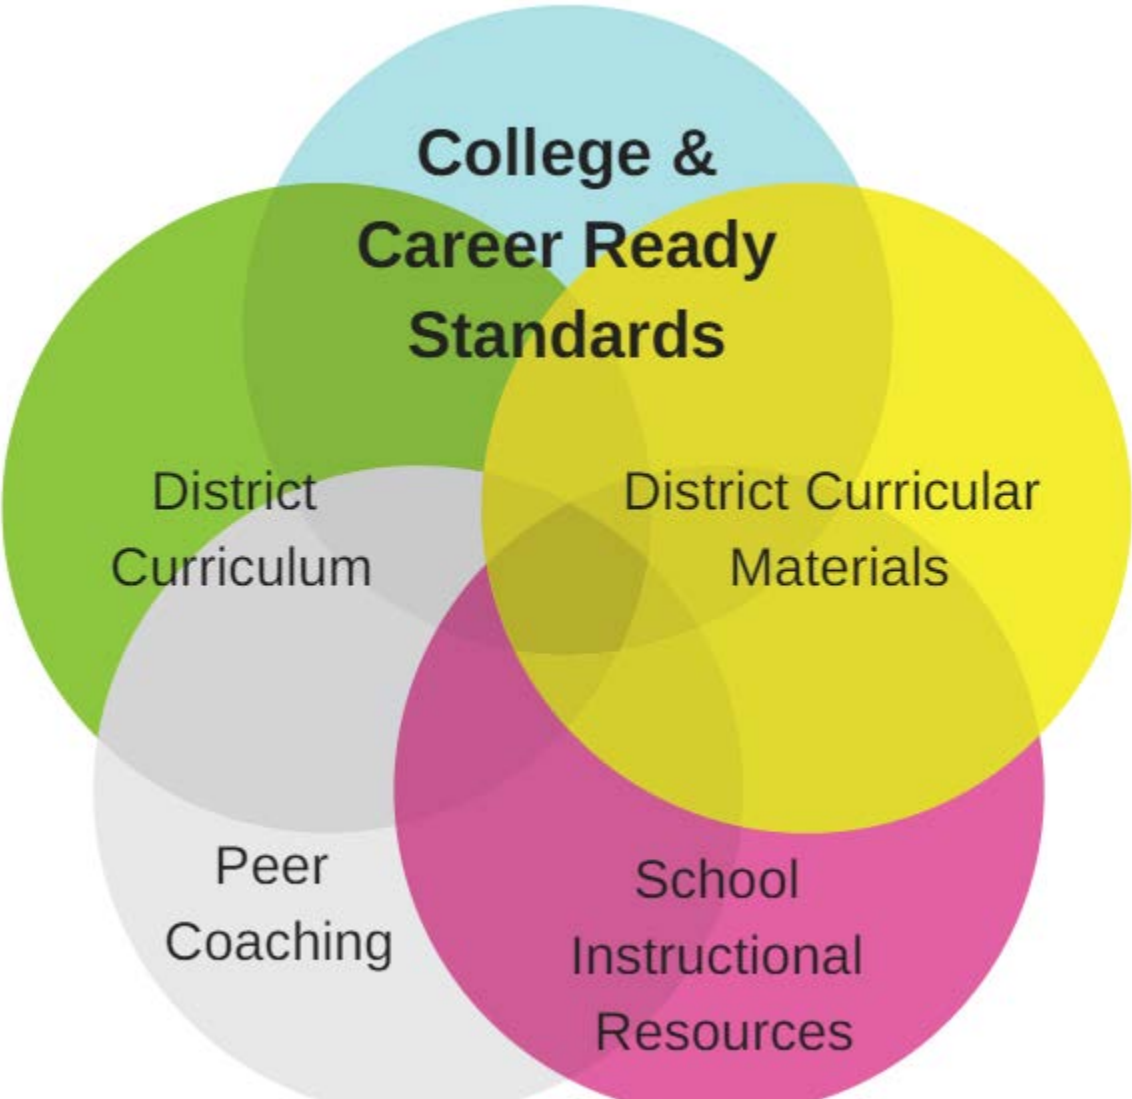 College &
Career Ready
Standards
District
Curriculum
District Curricular
Materials
Peer
Coaching
School
Instructional
Resources